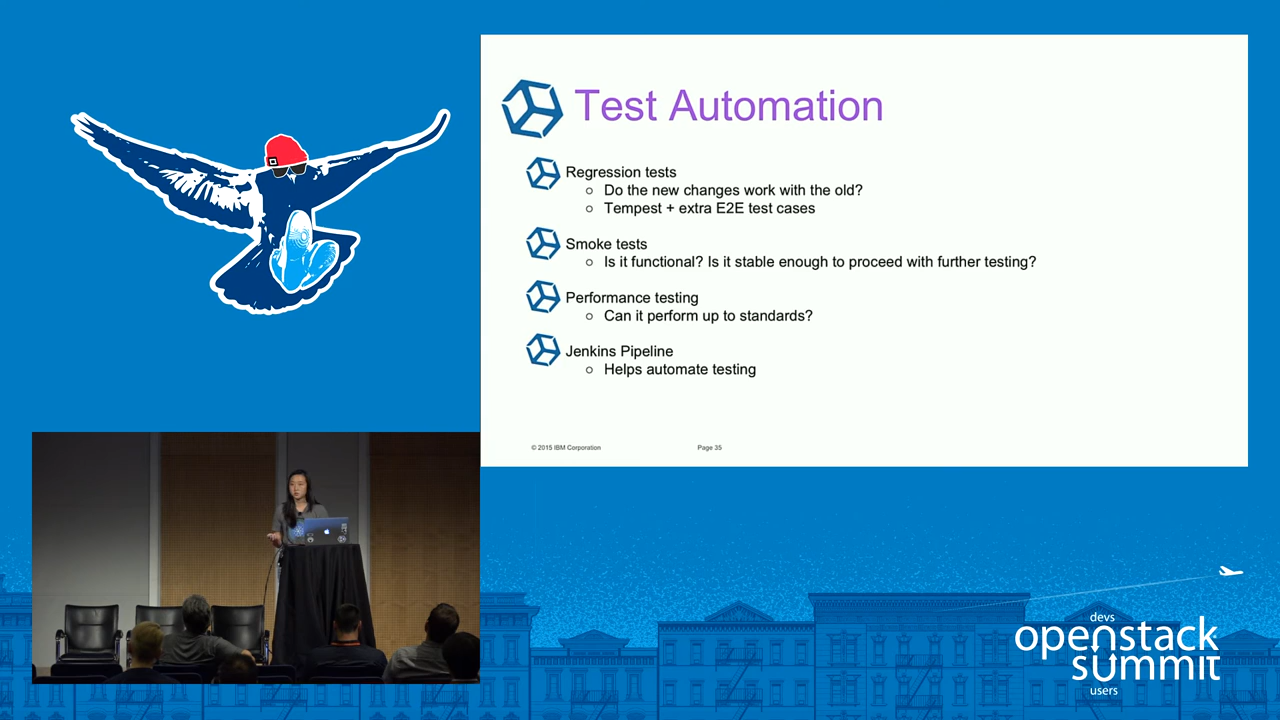 Test Automation
Regression tests
Do the new changes work with the old?
Tempest + extra E2E test cases
Smoke tests
Is it functional? Is it stable enough to proceed with further testing?
Performance testing
Can it perform up to standards?
Jenkins Pipeline
Helps automate testing
© 2015 IBM Corporation
Page 35
devs
openstack
summit
users